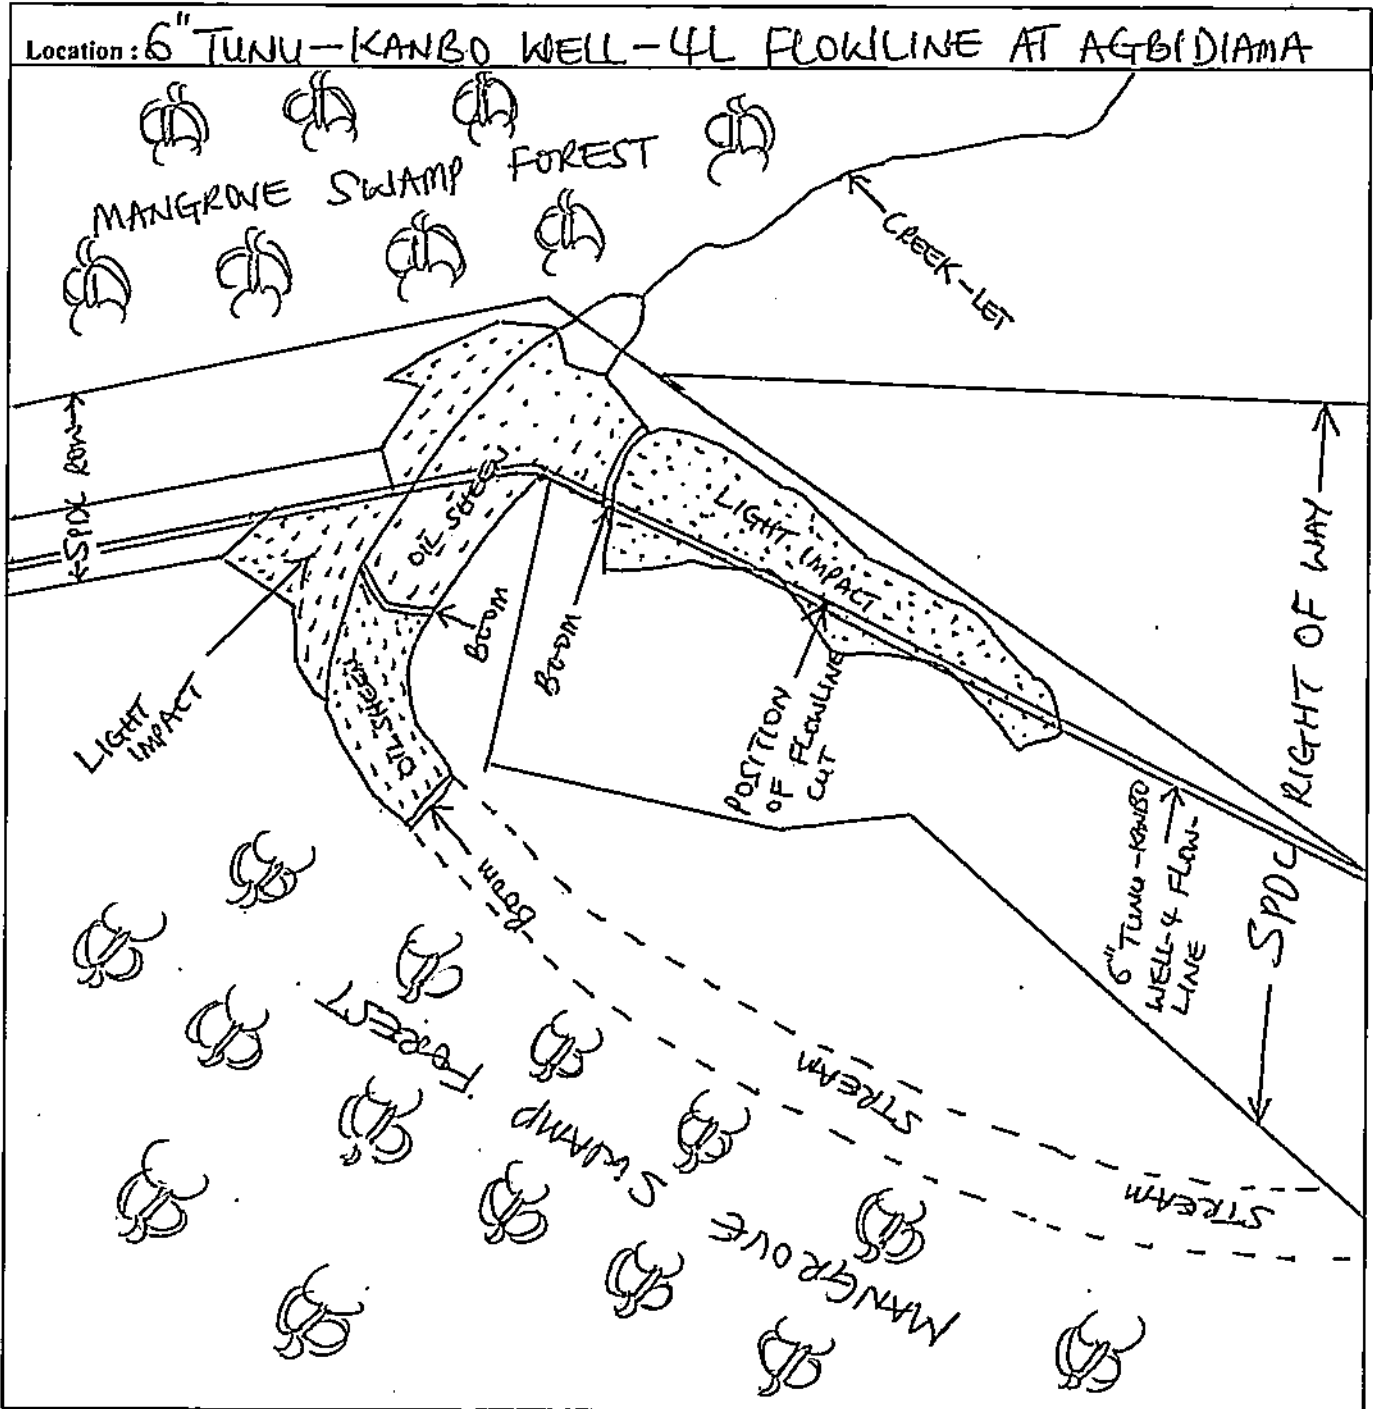 Location : 6" TUNU-KANBO WELL-4L FLOWLINE AT AGBIDIAMA
MANGROVE SWAMP FOREST
CREEK-LET
SPDC ROW
OIL SHEEN
LIGHT IMPACT
BOOM
BOOM
LIGHT
IMPACT
OIL SHEEN
POSITION
OF FLOWLINE
CUT
BOOM
6" TUNU-KANBO
WELL-4 FLOW-
LINE
SPDC RIGHT OF WAY
STREAM
STREAM
MANGROVE SWAMP FOREST